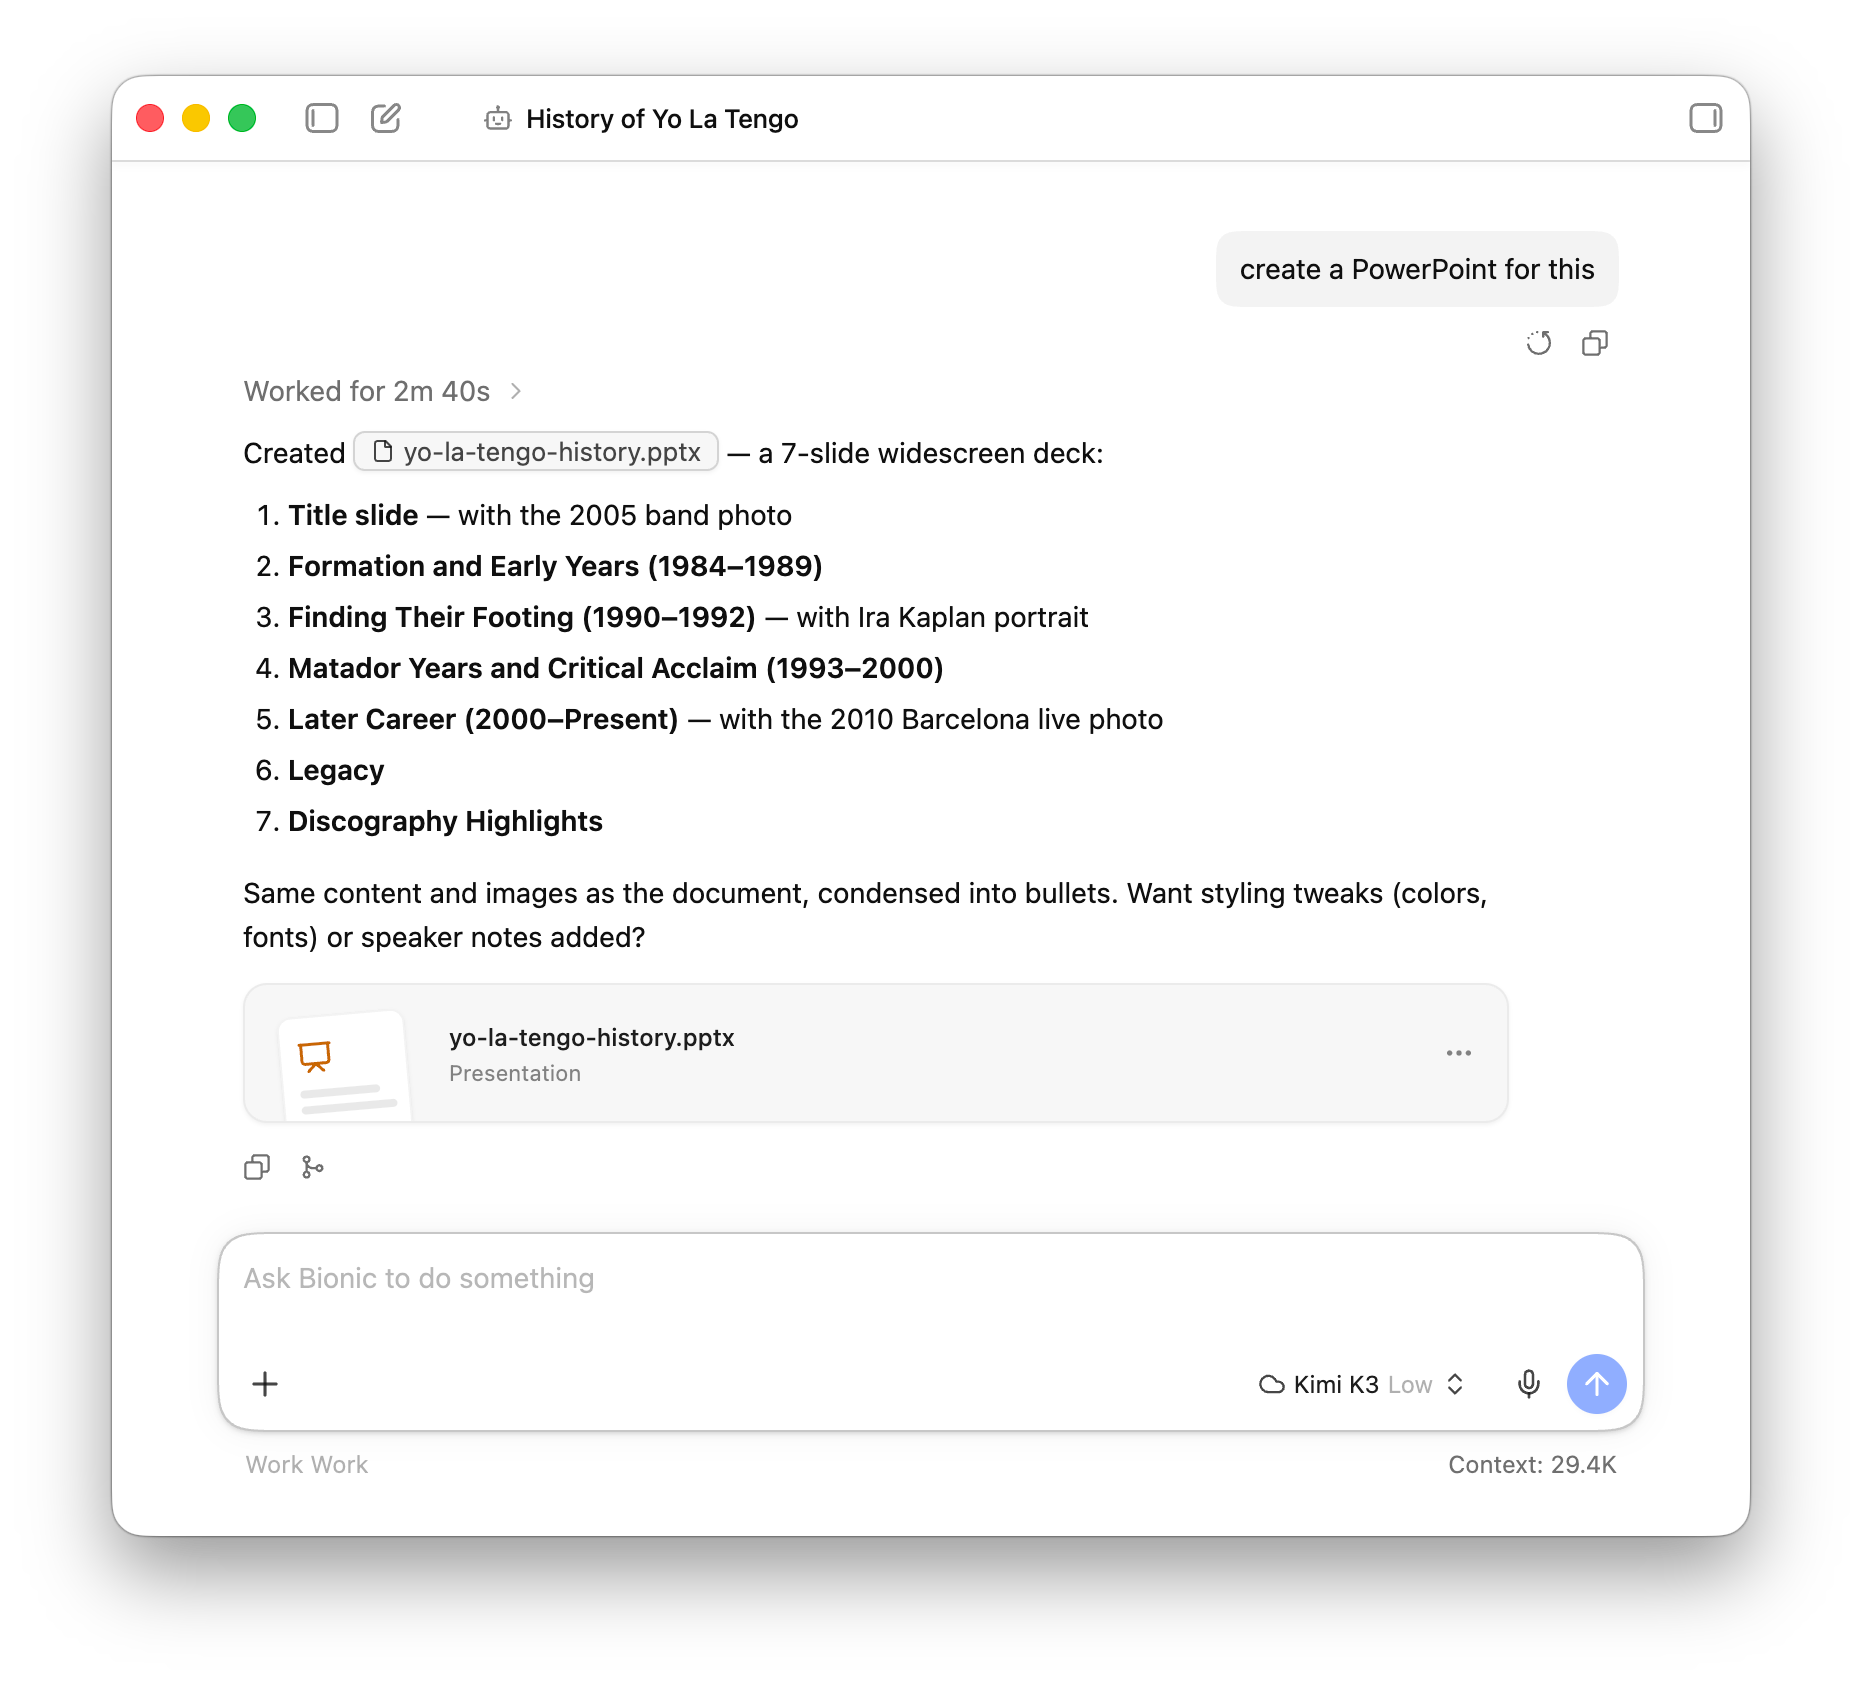 History of Yo La Tengo
create a PowerPoint for this
Worked for 2m 40s
Created yo-la-tengo-history.pptx — a 7-slide widescreen deck:
1. Title slide — with the 2005 band photo
2. Formation and Early Years (1984–1989)
3. Finding Their Footing (1990–1992) — with Ira Kaplan portrait
4. Matador Years and Critical Acclaim (1993–2000)
5. Later Career (2000–Present) — with the 2010 Barcelona live photo
6. Legacy
7. Discography Highlights
Same content and images as the document, condensed into bullets. Want styling tweaks (colors,
fonts) or speaker notes added?
yo-la-tengo-history.pptx
Presentation
Ask Bionic to do something
Kimi K3 Low
Work Work
Context: 29.4K